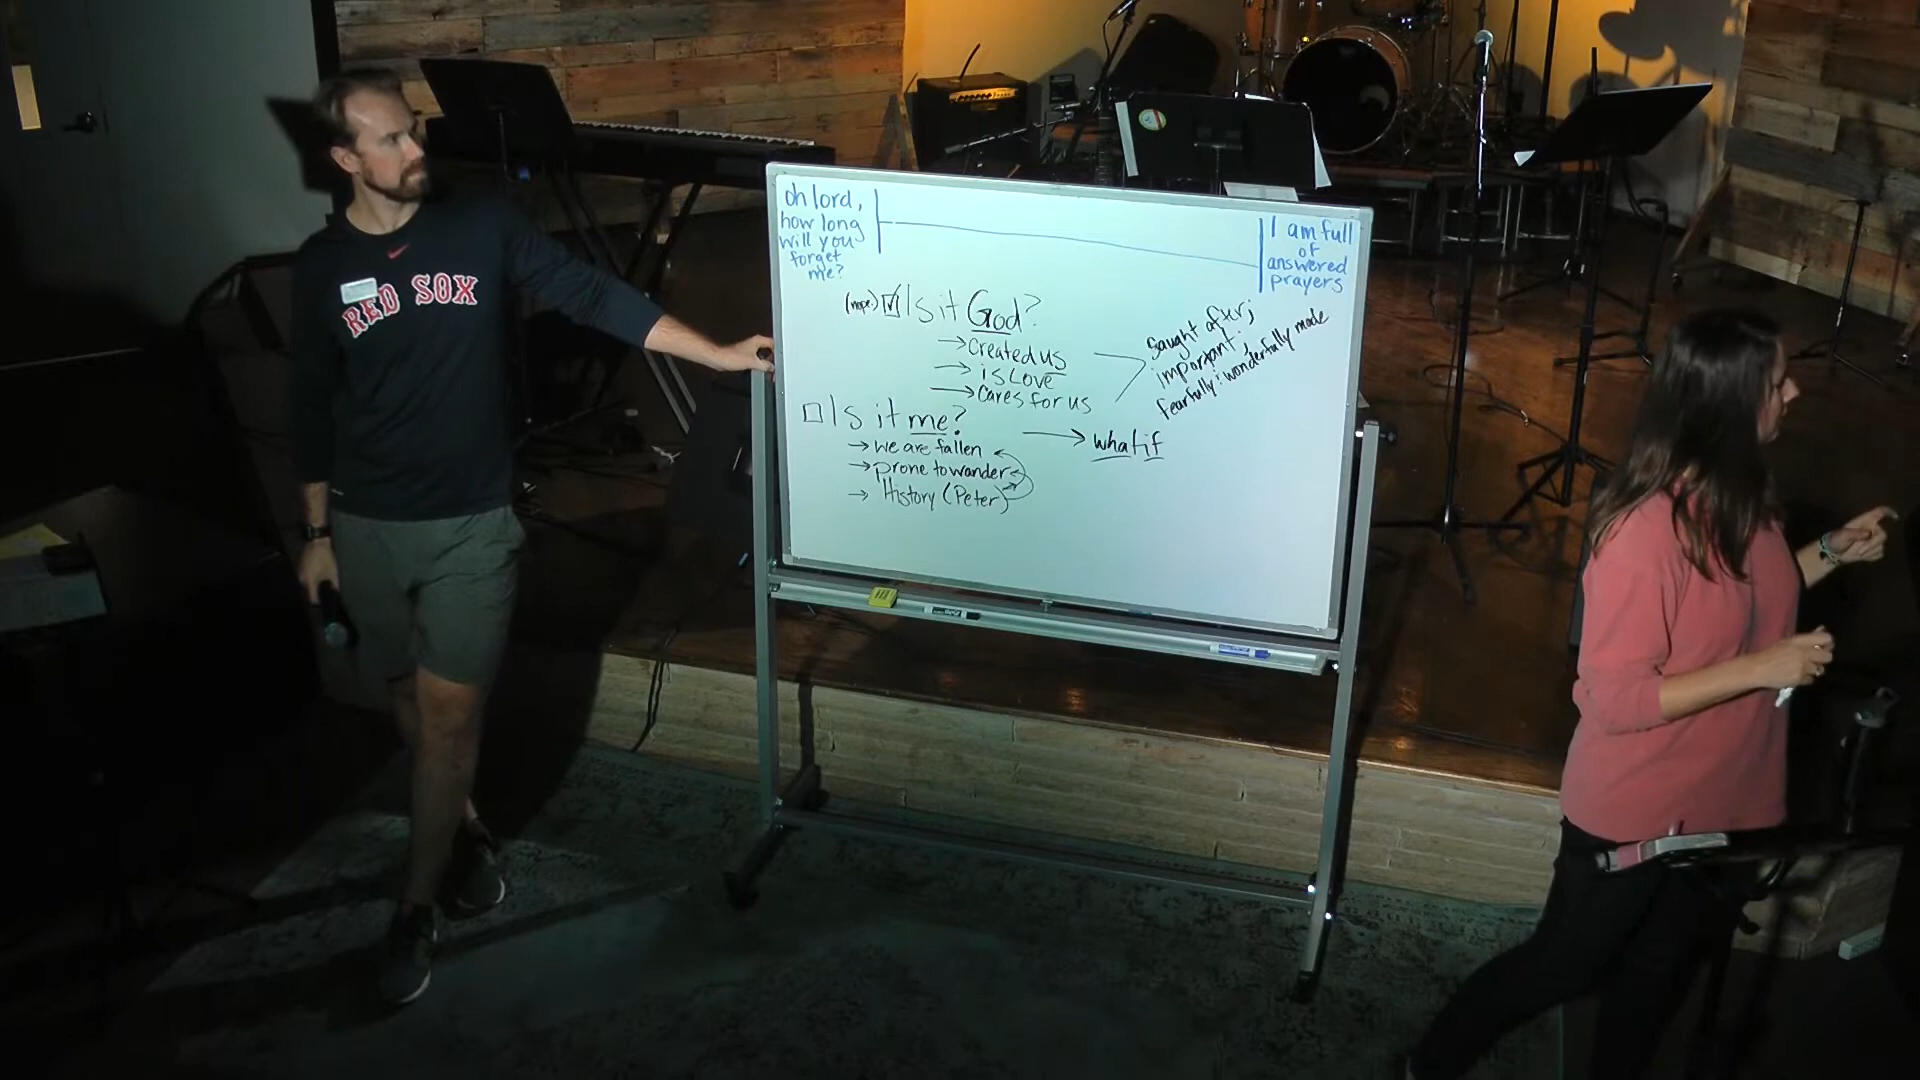 RED SOX
oh lord,
how long
will you
forget
me?
I am full
of
answered
prayers
(nope.) Is it God?
→ Created us
→ is Love
→ Cares for us
Saught after;
important;
fearfully : wonderfully made
Is it me?
→ we are fallen
→ prone to wander
→ History (Peter)
→ what if